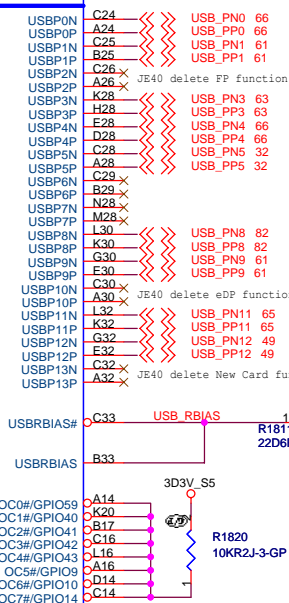 USBP0N C24 USB_PN0 66
USBP0P A24 USB_PP0 66
USBP1N C25 USB_PN1 61
USBP1P B25 USB_PP1 61
USBP2N C26 JE40 delete FP function
USBP2P A26
USBP3N K28 USB_PN3 63
USBP3P H28 USB_PP3 63
USBP4N E28 USB_PN4 66
USBP4P D28 USB_PP4 66
USBP5N C28 USB_PN5 32
USBP5P A28 USB_PP5 32
USBP6N C29
USBP6P B29
USBP7N N28
USBP7P M28
USBP8N L30 USB_PN8 82
USBP8P K30 USB_PP8 82
USBP9N G30 USB_PN9 61
USBP9P E30 USB_PP9 61
USBP10N C30 JE40 delete eDP functio
USBP10P A30
USBP11N L32 USB_PN11 65
USBP11P K32 USB_PP11 65
USBP12N G32 USB_PN12 49
USBP12P E32 USB_PP12 49
USBP13N C32 JE40 delete New Card fu
USBP13P A32
USBRBIAS# C33 USB_RBIAS 1
R181
22D6
USBRBIAS B33
3D3V_S5
OC0#/GPIO59 A14
OC1#/GPIO40 K20
OC2#/GPIO41 B17
OC3#/GPIO42 C16 R1820
OC4#/GPIO43 L16 10KR2J-3-GP
OC5#/GPIO9 A16
OC6#/GPIO10 D14
OC7#/GPIO14 C14 1